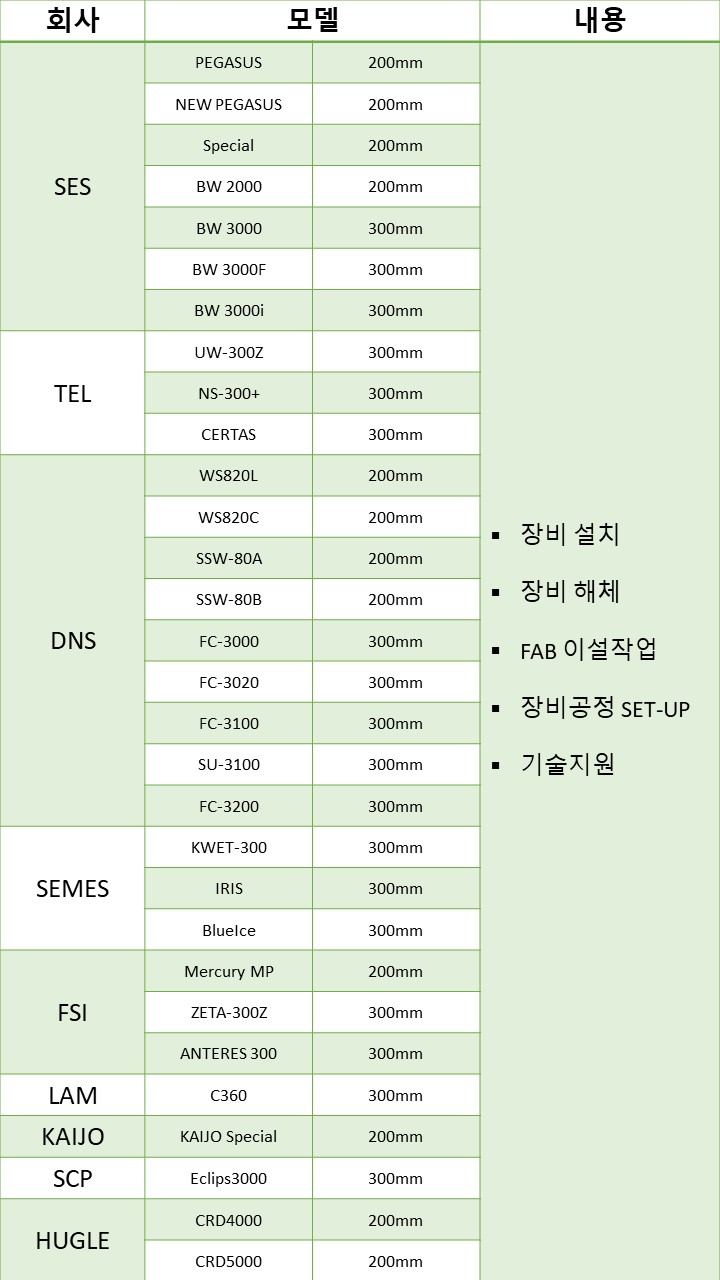 회사 모델 내용
SES
PEGASUS 200mm
NEW PEGASUS 200mm
Special 200mm
BW 2000 200mm
BW 3000 300mm
BW 3000F 300mm
BW 3000i 300mm
TEL
UW-300Z 300mm
NS-300+ 300mm
CERTAS 300mm
DNS
WS820L 200mm
WS820C 200mm
SSW-80A 200mm
SSW-80B 200mm
FC-3000 300mm
FC-3020 300mm
FC-3100 300mm
SU-3100 300mm
FC-3200 300mm
SEMES
KWET-300 300mm
IRIS 300mm
BlueIce 300mm
FSI
Mercury MP 200mm
ZETA-300Z 300mm
ANTERES 300 300mm
LAM C360 300mm
KAIJO KAIJO Special 200mm
SCP Eclips3000 300mm
HUGLE
CRD4000 200mm
CRD5000 200mm
▪ 장비 설치
▪ 장비 해체
▪ FAB 이설작업
▪ 장비공정 SET-UP
▪ 기술지원